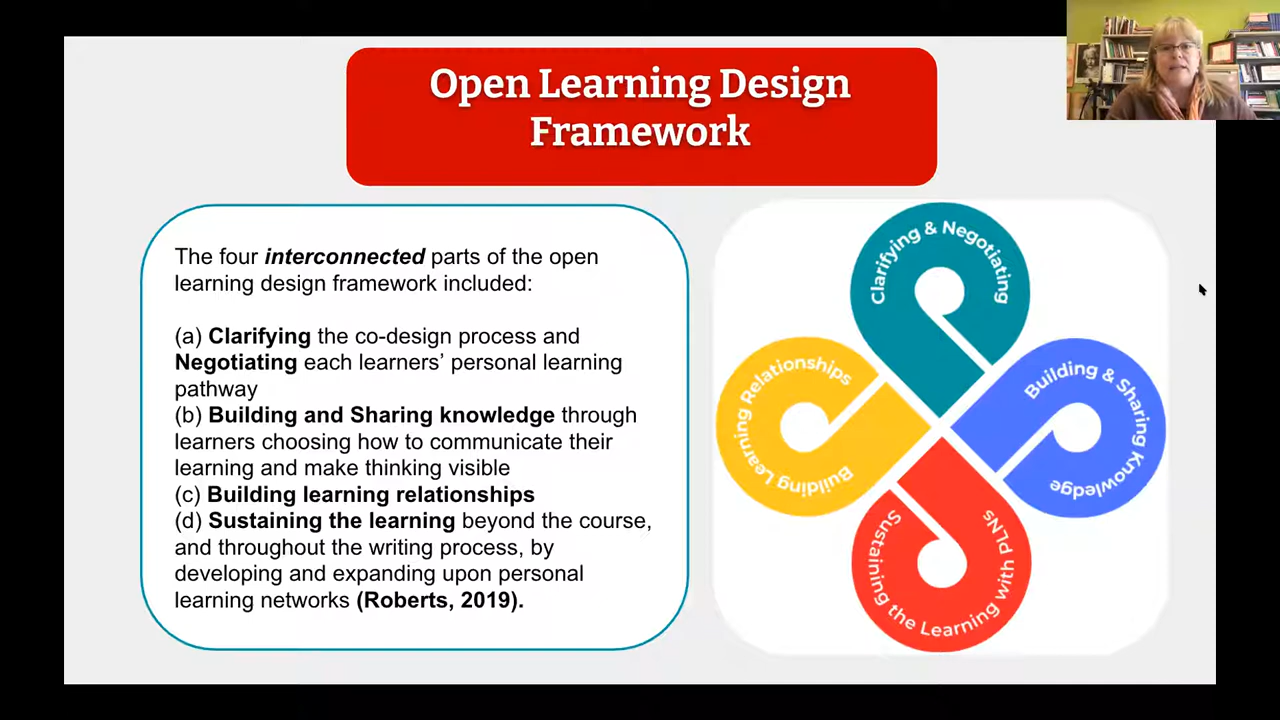 Open Learning Design
Framework
The four interconnected parts of the open
learning design framework included:
(a) Clarifying the co-design process and
Negotiating each learners’ personal learning
pathway
(b) Building and Sharing knowledge through
learners choosing how to communicate their
learning and make thinking visible
(c) Building learning relationships
(d) Sustaining the learning beyond the course,
and throughout the writing process, by
developing and expanding upon personal
learning networks (Roberts, 2019).
Clarifying & Negotiating
Building Learning Relationships
Building & Sharing Knowledge
Sustaining the Learning with PLNs